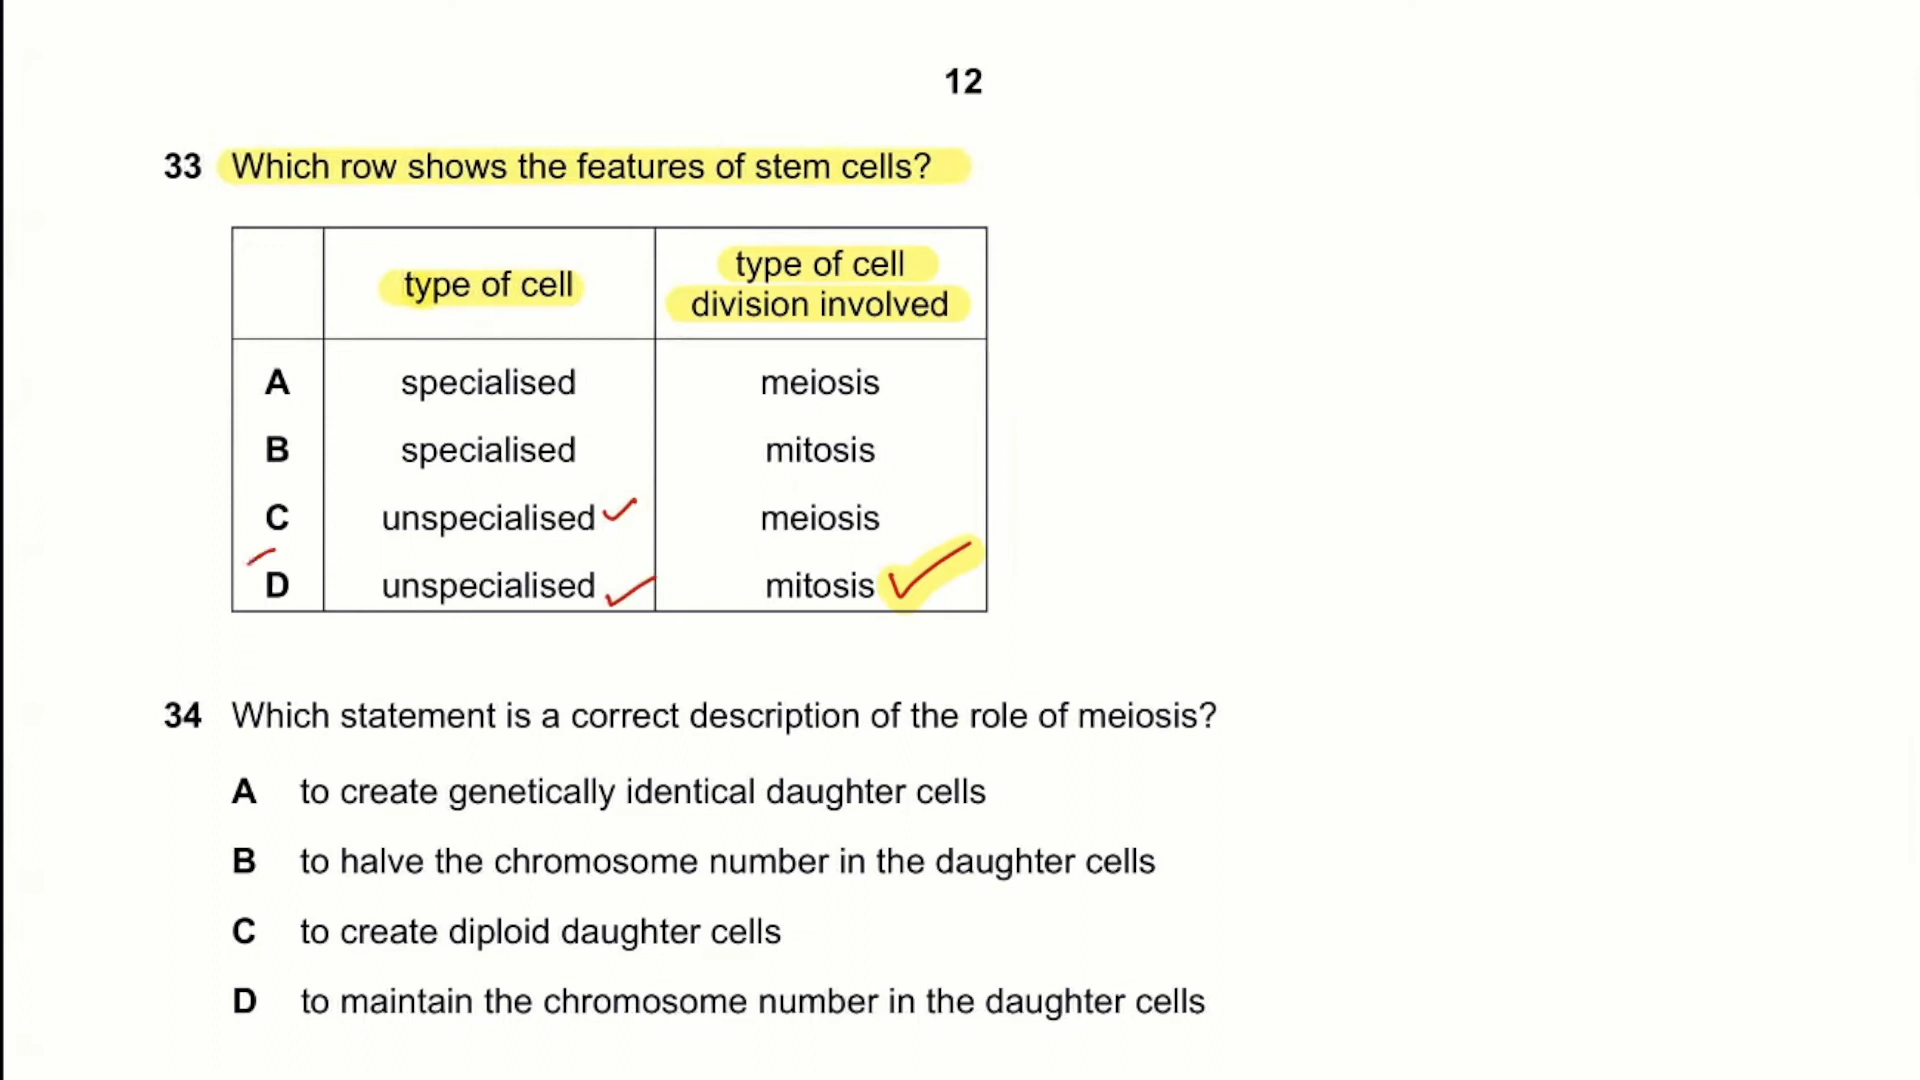 12
33 Which row shows the features of stem cells?
type of cell
type of cell
division involved
A specialised meiosis
B specialised mitosis
C unspecialised meiosis
D unspecialised mitosis
34 Which statement is a correct description of the role of meiosis?
A to create genetically identical daughter cells
B to halve the chromosome number in the daughter cells
C to create diploid daughter cells
D to maintain the chromosome number in the daughter cells